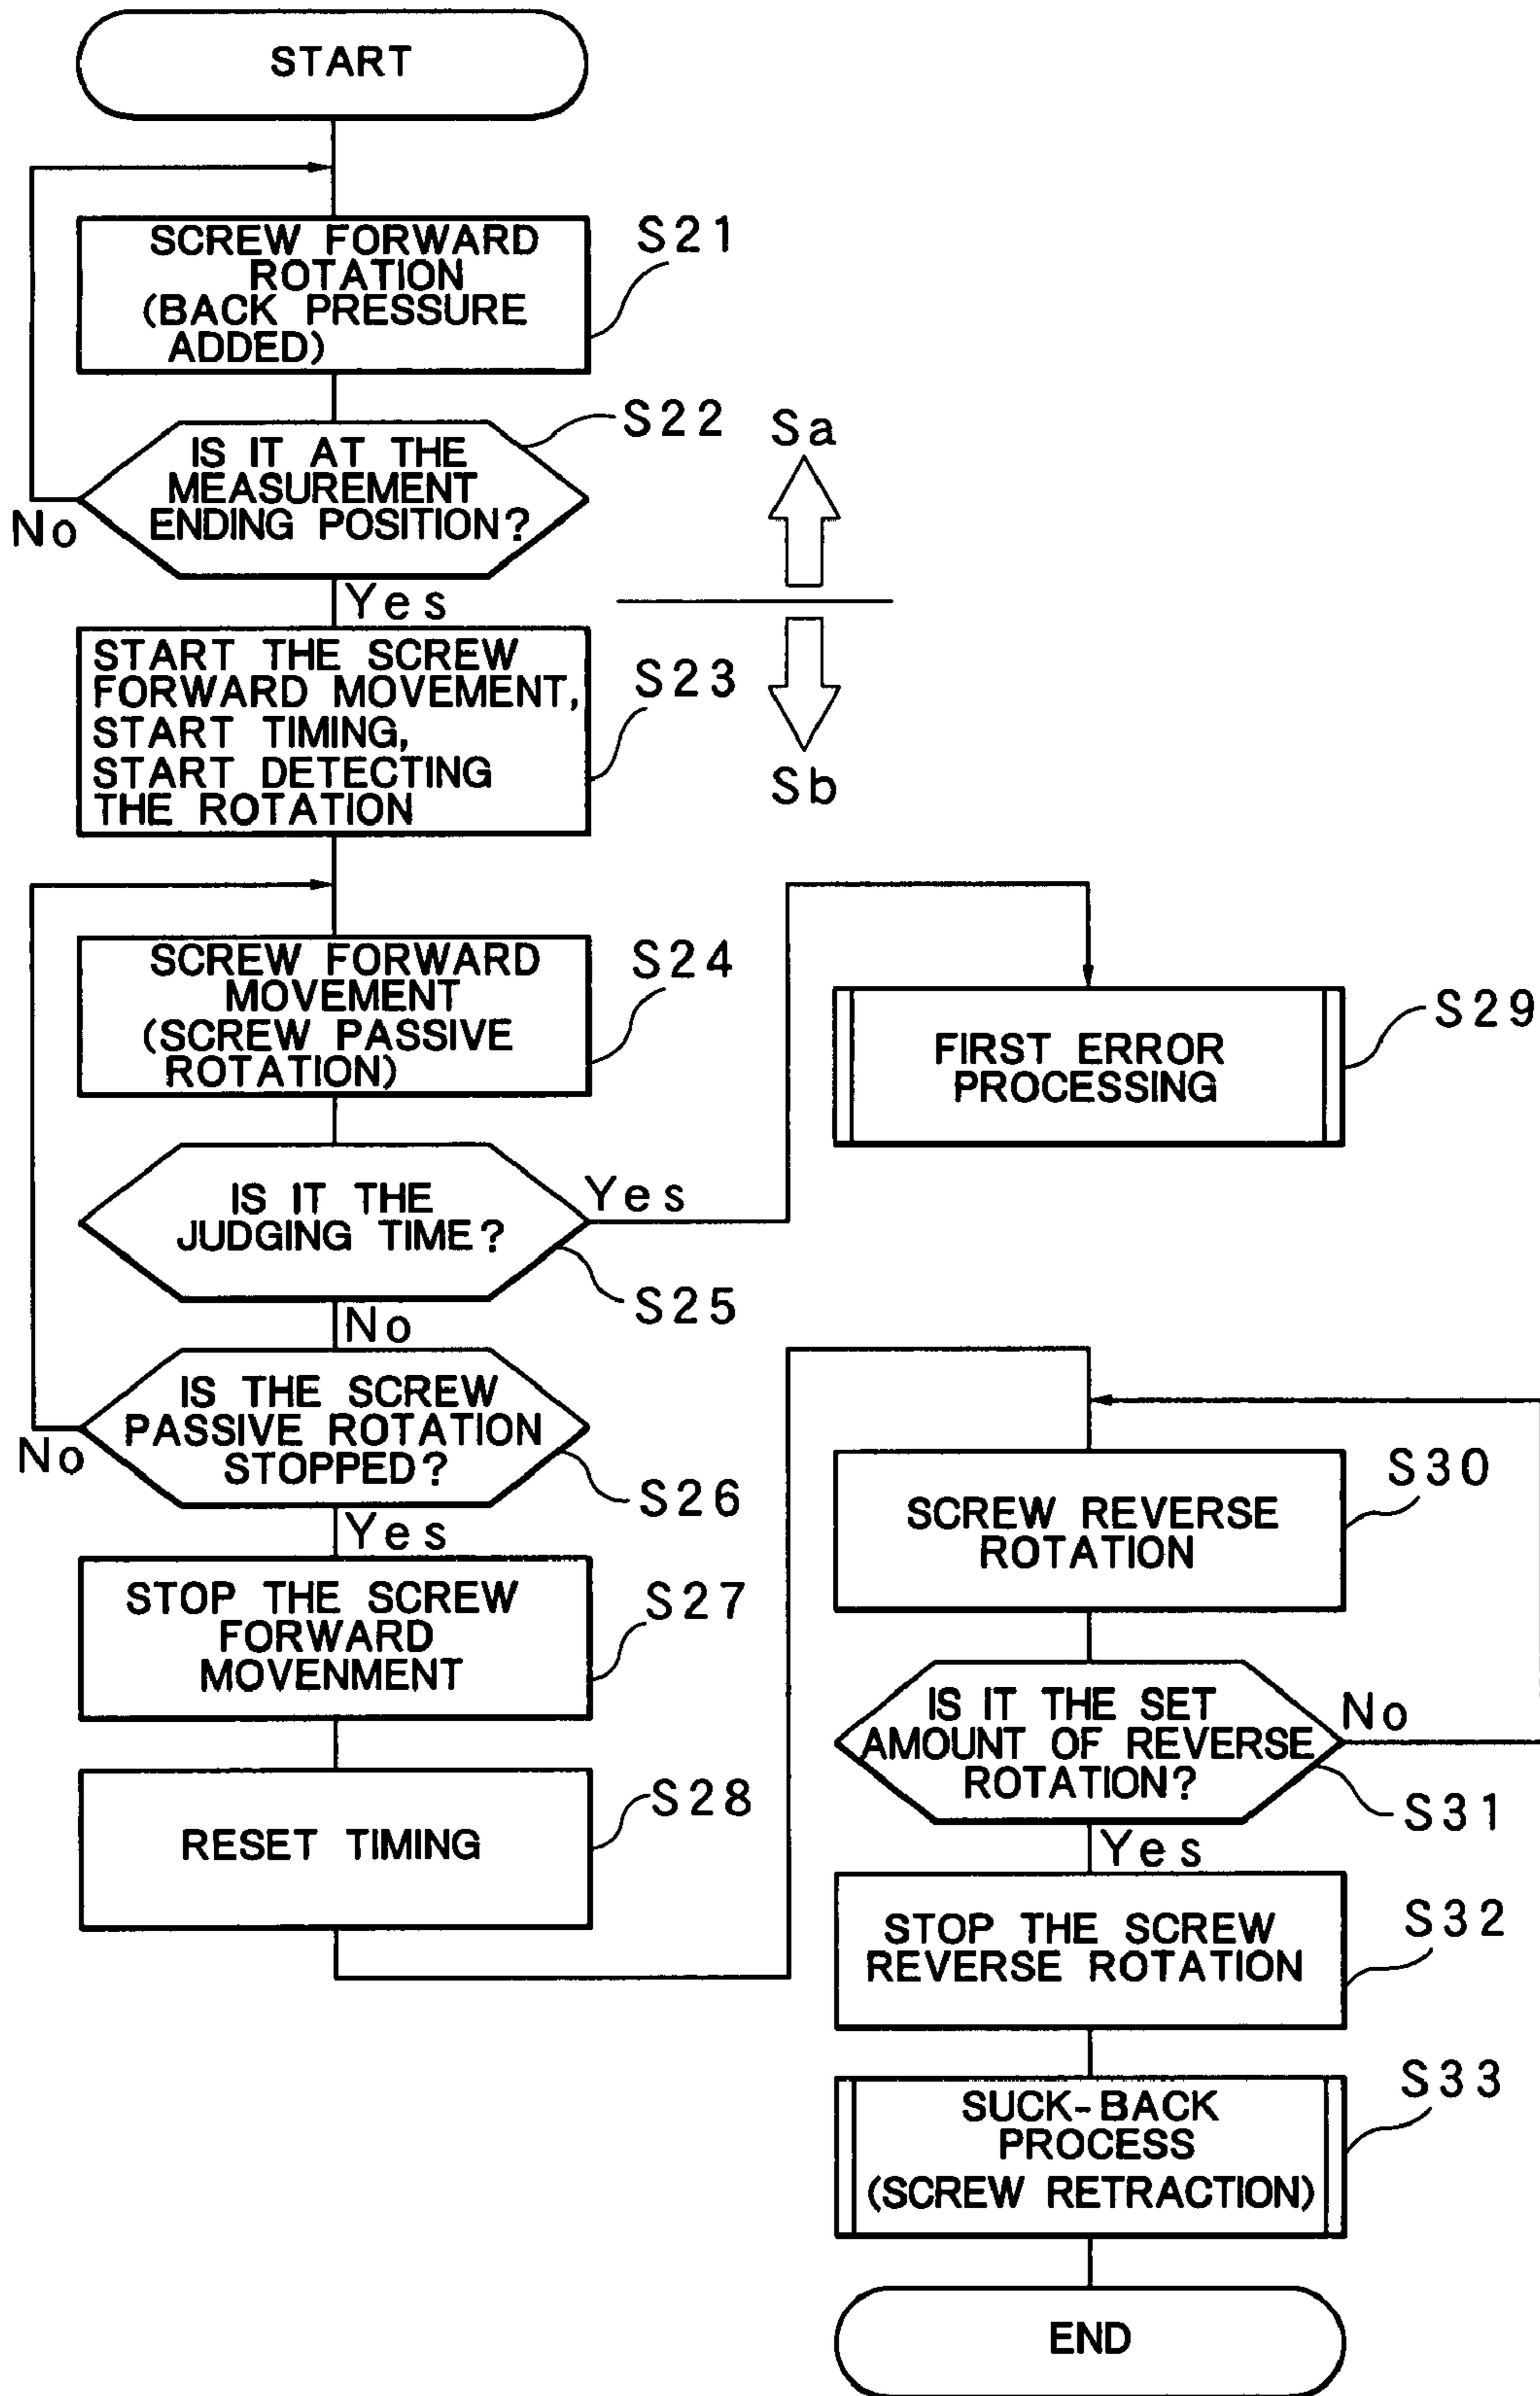 START
SCREW FORWARD
ROTATION
(BACK PRESSURE
ADDED)
S21
IS IT AT THE
MEASUREMENT
ENDING POSITION?
S22
No
Yes
Sa
Sb
START THE SCREW
FORWARD MOVEMENT,
START TIMING,
START DETECTING
THE ROTATION
S23
SCREW FORWARD
MOVEMENT
(SCREW PASSIVE
ROTATION)
S24
IS IT THE
JUDGING TIME?
Yes
S25
No
IS THE SCREW
PASSIVE ROTATION
STOPPED?
No
S26
Yes
STOP THE SCREW
FORWARD
MOVENMENT
S27
RESET TIMING
S28
FIRST ERROR
PROCESSING
S29
SCREW REVERSE
ROTATION
S30
IS IT THE SET
AMOUNT OF REVERSE
ROTATION?
No
S31
Yes
STOP THE SCREW
REVERSE ROTATION
S32
SUCK-BACK
PROCESS
(SCREW RETRACTION)
S33
END